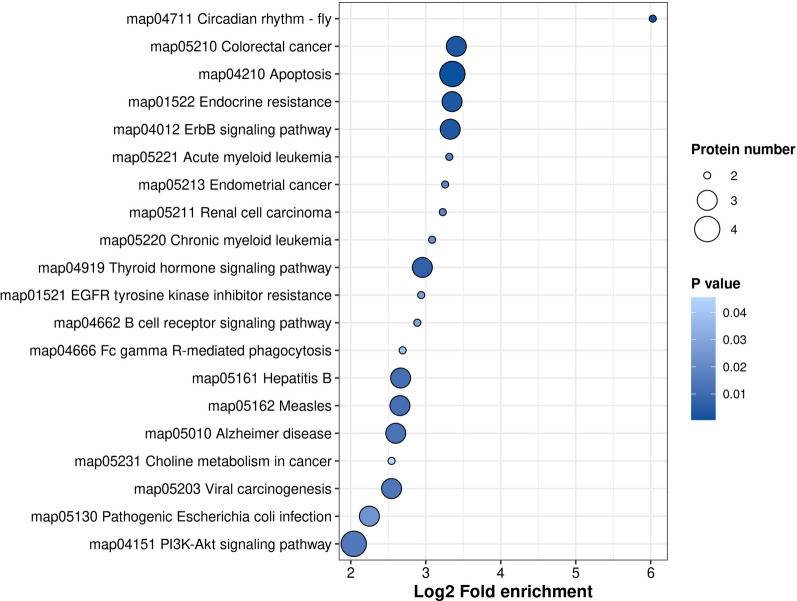 map04711 Circadian rhythm - fly
map05210 Colorectal cancer
map04210 Apoptosis
map01522 Endocrine resistance
map04012 ErbB signaling pathway
map05221 Acute myeloid leukemia
map05213 Endometrial cancer
map05211 Renal cell carcinoma
map05220 Chronic myeloid leukemia
map04919 Thyroid hormone signaling pathway
map01521 EGFR tyrosine kinase inhibitor resistance
map04662 B cell receptor signaling pathway
map04666 Fc gamma R-mediated phagocytosis
map05161 Hepatitis B
map05162 Measles
map05010 Alzheimer disease
map05231 Choline metabolism in cancer
map05203 Viral carcinogenesis
map05130 Pathogenic Escherichia coli infection
map04151 PI3K-Akt signaling pathway
2 3 4 5 6
Log2 Fold enrichment
Protein number
2
3
4
P value
0.04
0.03
0.02
0.01